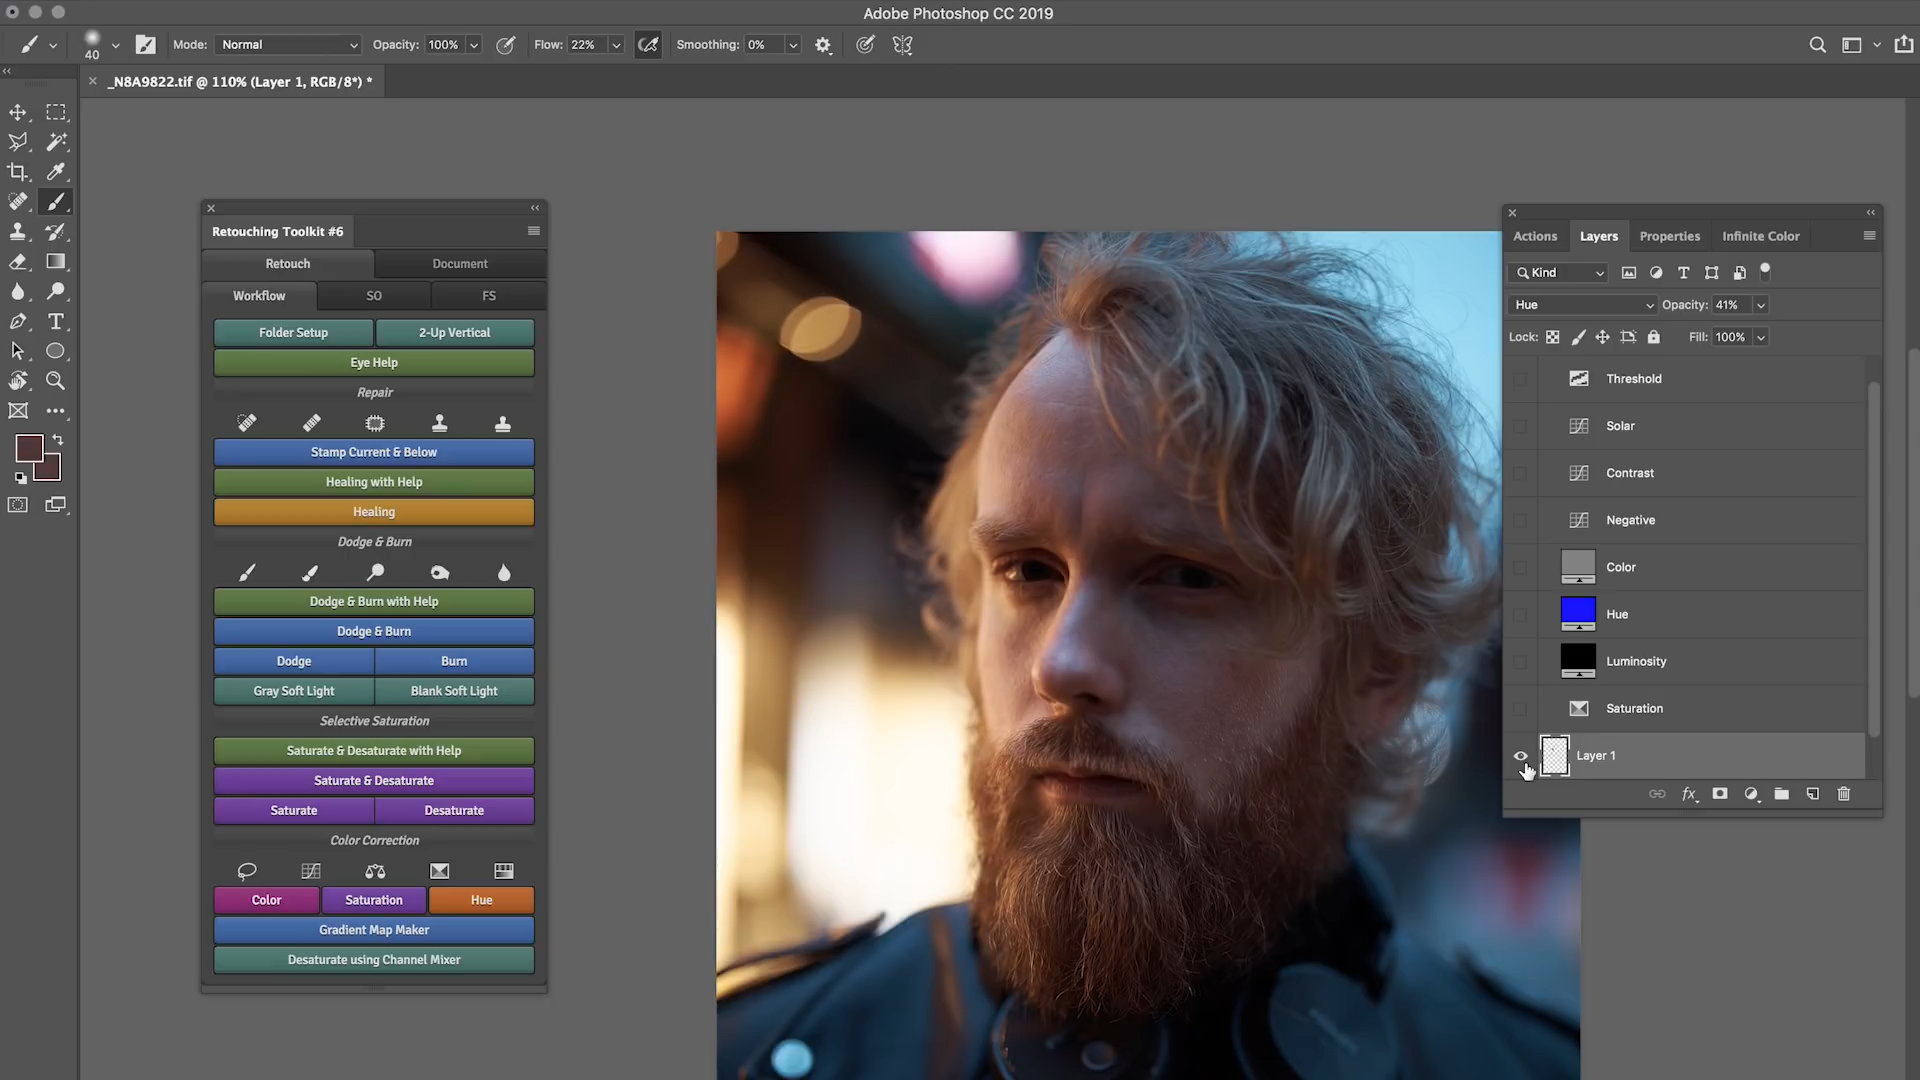 Adobe Photoshop CC 2019
40 Mode: Normal Opacity: 100% Flow: 22% Smoothing: 0%
_N8A9822.tif @ 110% (Layer 1, RGB/8*) *
Retouching Toolkit #6
Retouch Document
Workflow SO FS
Folder Setup 2-Up Vertical
Eye Help
Repair
Stamp Current & Below
Healing with Help
Healing
Dodge & Burn
Dodge & Burn with Help
Dodge & Burn
Dodge Burn
Gray Soft Light Blank Soft Light
Selective Saturation
Saturate & Desaturate with Help
Saturate & Desaturate
Saturate Desaturate
Color Correction
Color Saturation Hue
Gradient Map Maker
Desaturate using Channel Mixer
Actions Layers Properties Infinite Color
Kind
Hue Opacity: 41%
Lock: Fill: 100%
Threshold
Solar
Contrast
Negative
Color
Hue
Luminosity
Saturation
Layer 1
fx